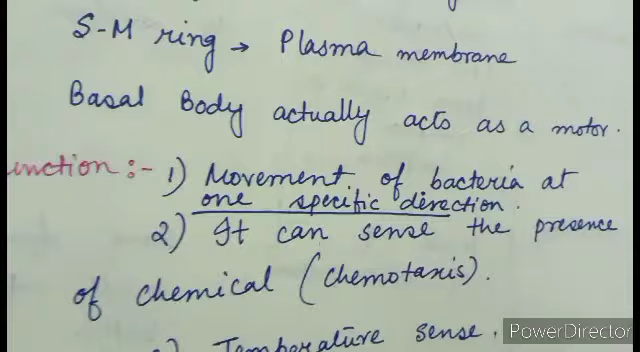 S-M ring → Plasma membrane
Basal Body actually acts as a motor.
unction :- 1) Movement of bacteria at
one specific direction.
2) It can sense the presence
of chemical (chemotaxis).
Temperature sense.
PowerDirector